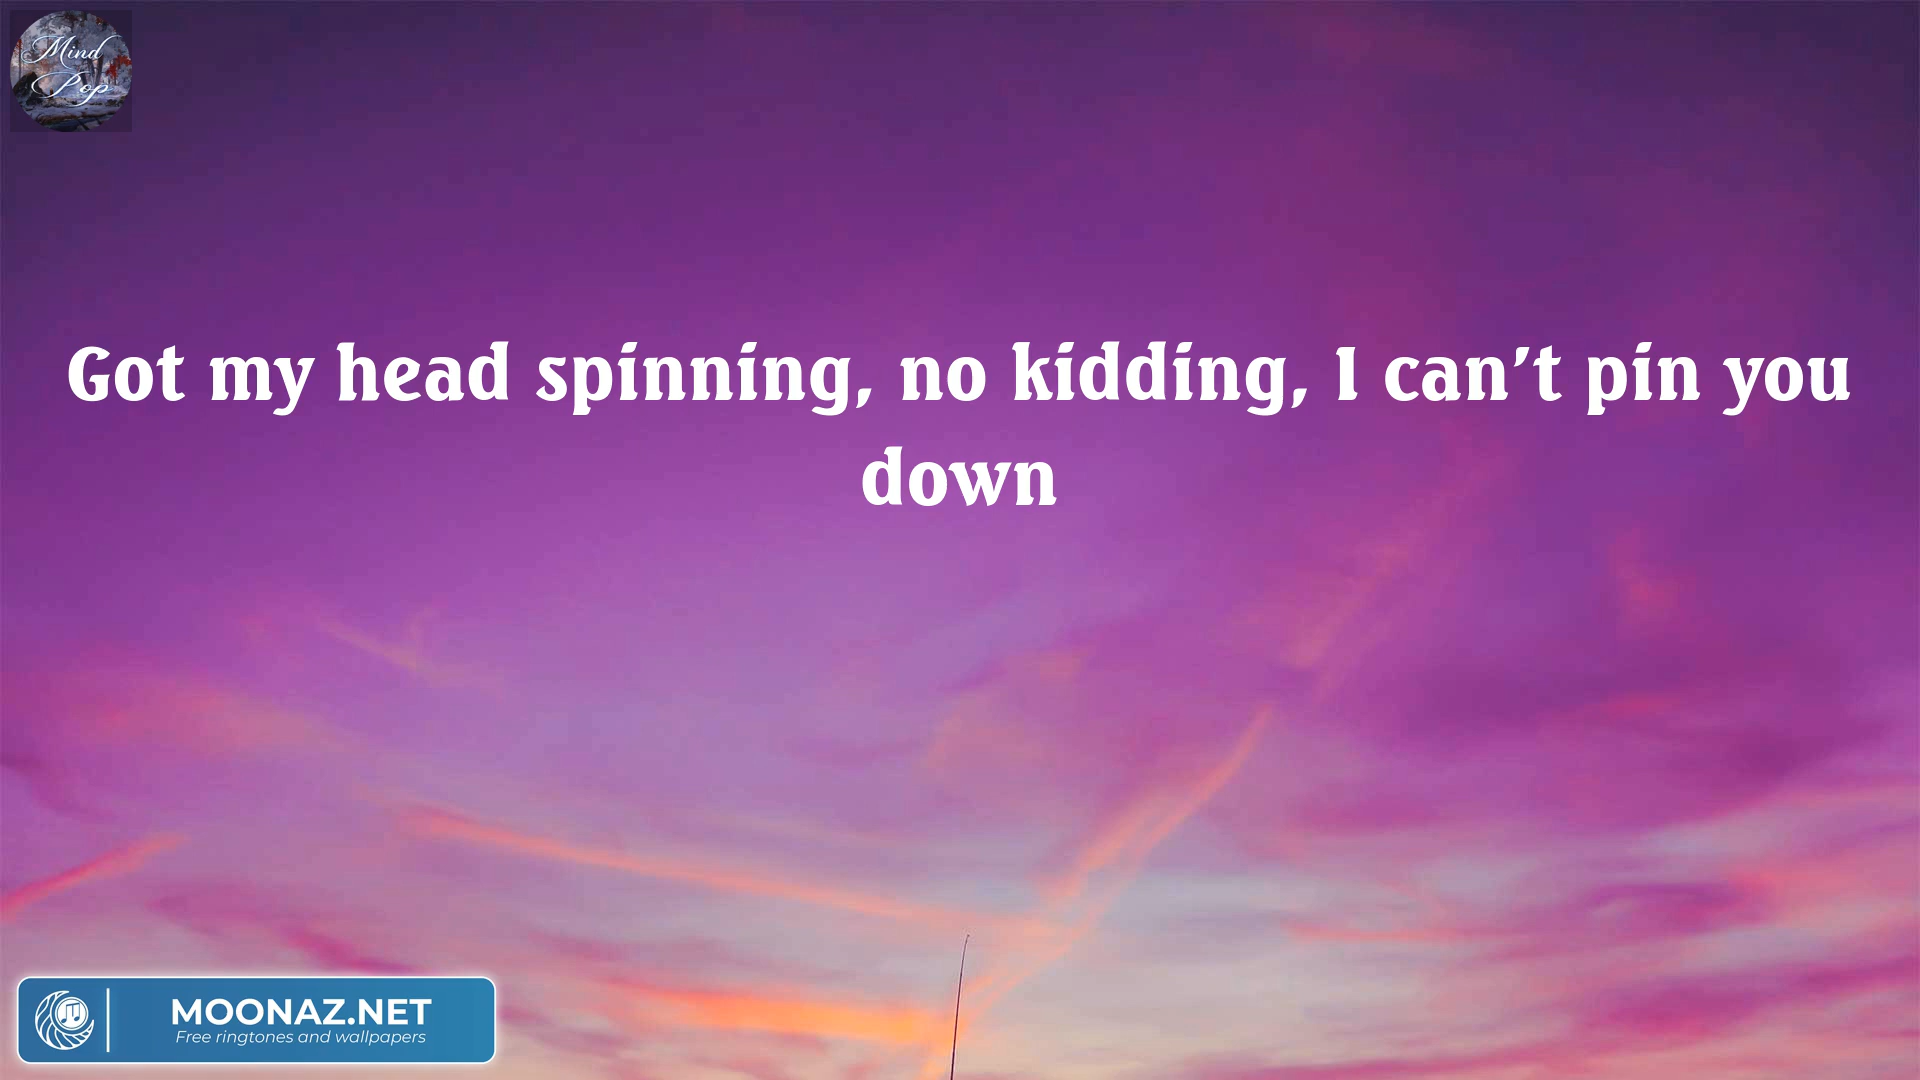 Mind
Pop
Got my head spinning, no kidding, I can't pin you
down
MOONAZ.NET
Free ringtones and wallpapers